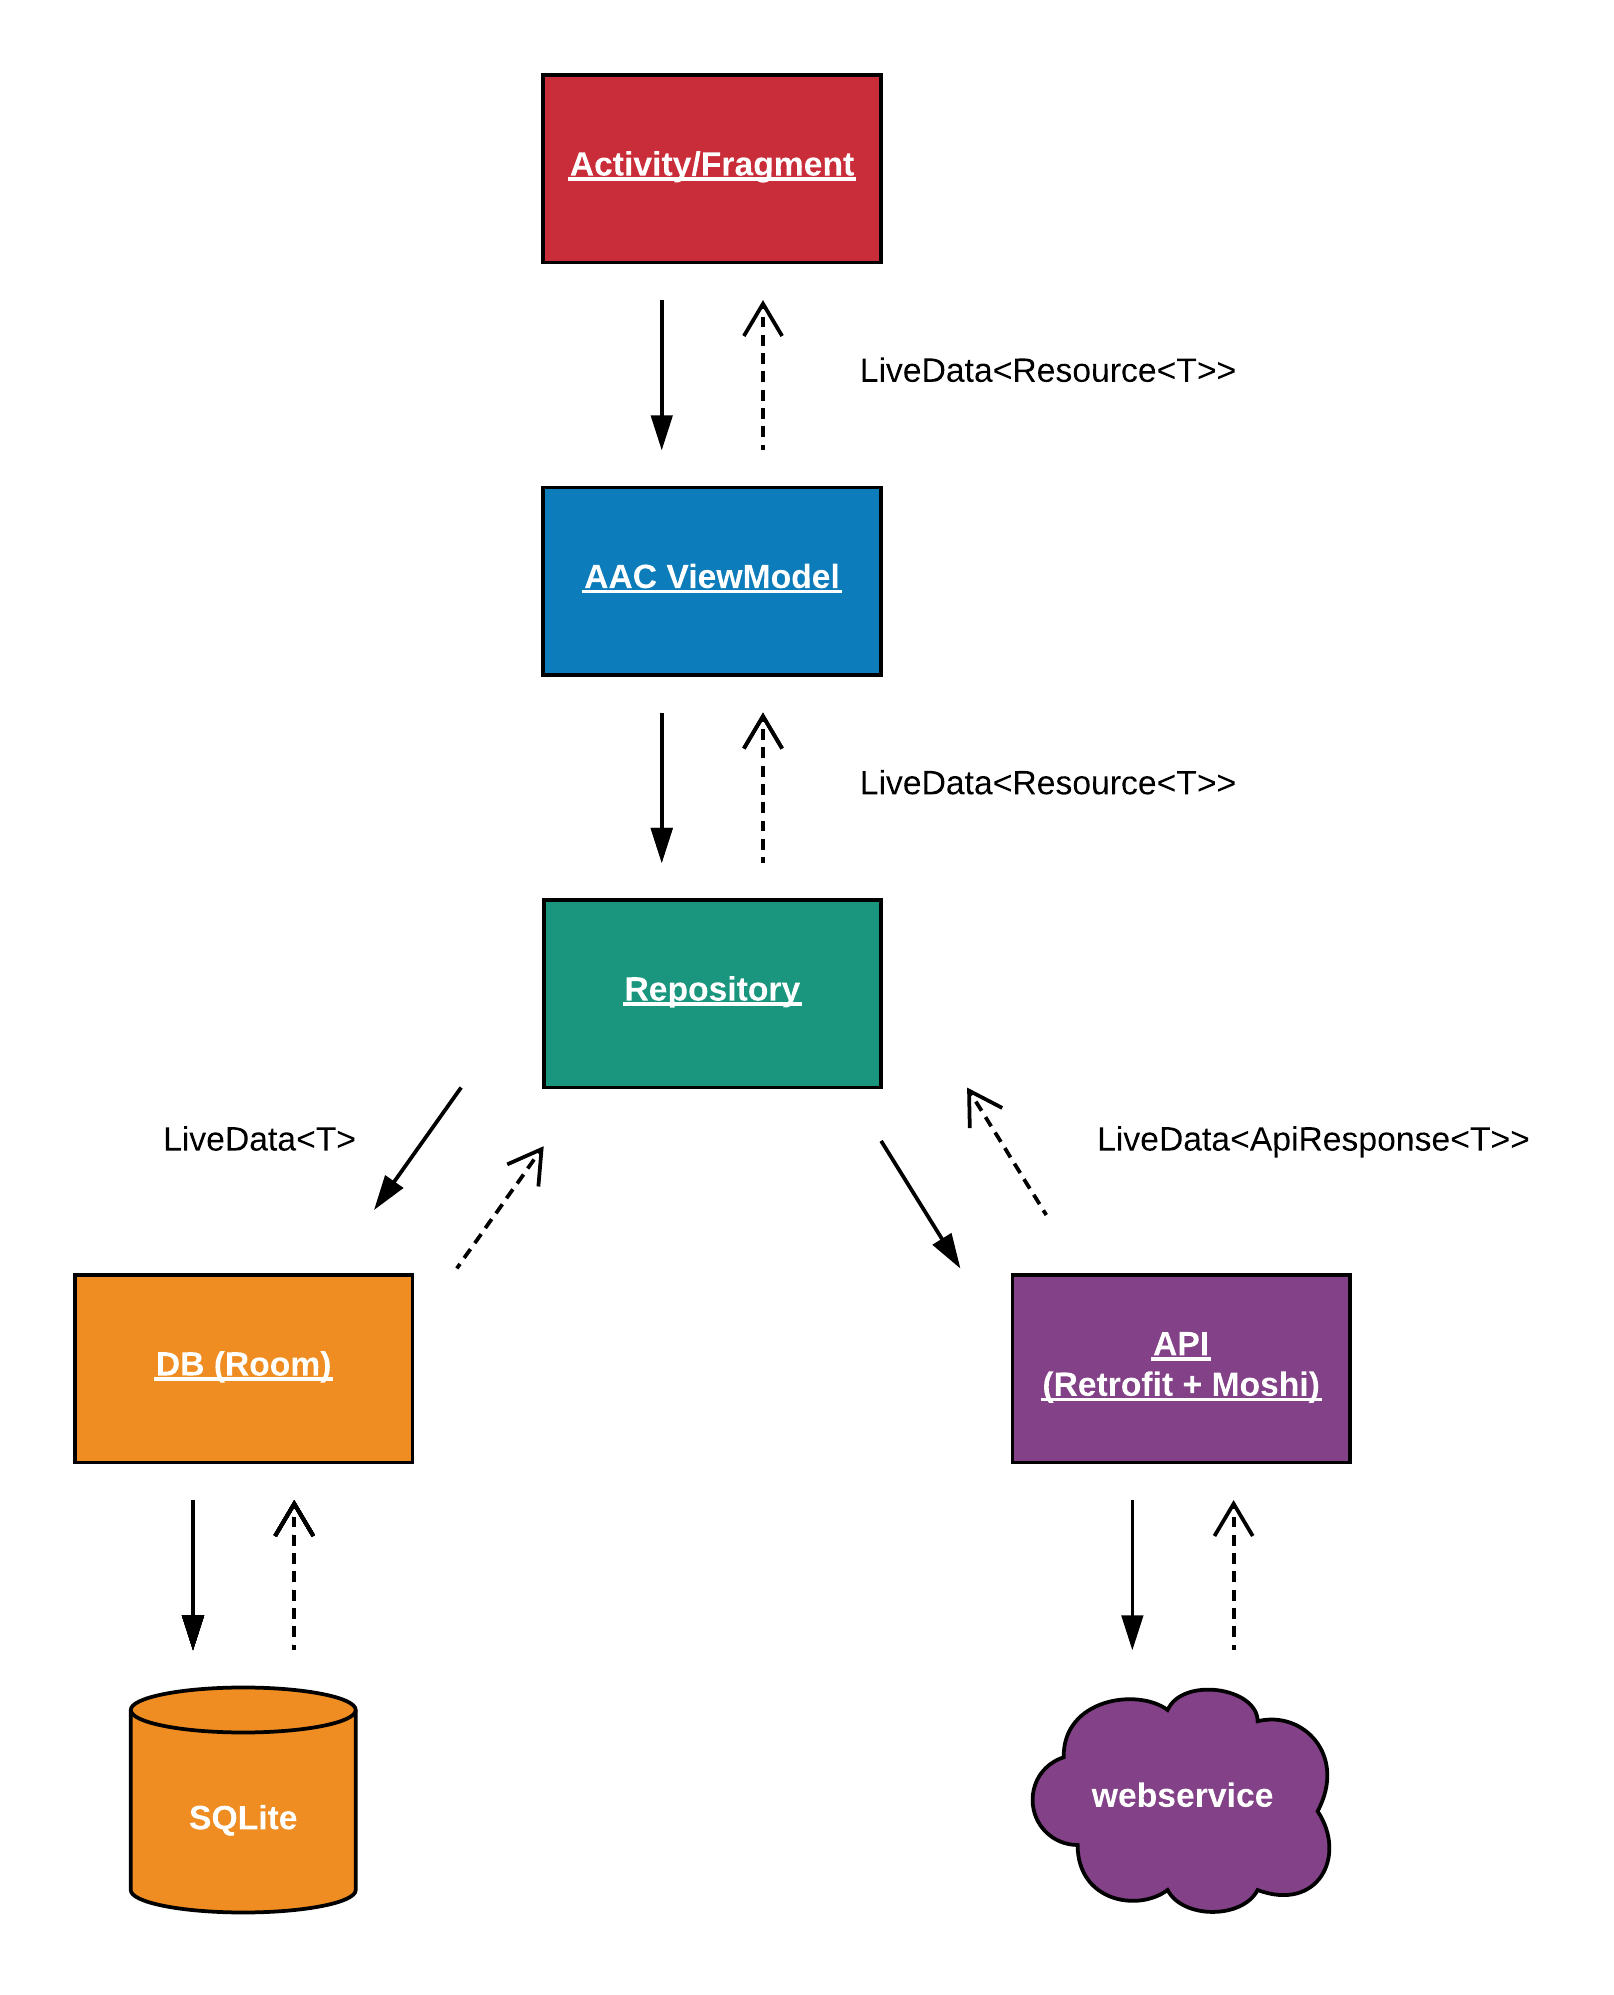 Activity/Fragment
LiveData<Resource<T>>
AAC ViewModel
LiveData<Resource<T>>
Repository
LiveData<T>
LiveData<ApiResponse<T>>
DB (Room)
API
(Retrofit + Moshi)
SQLite
webservice